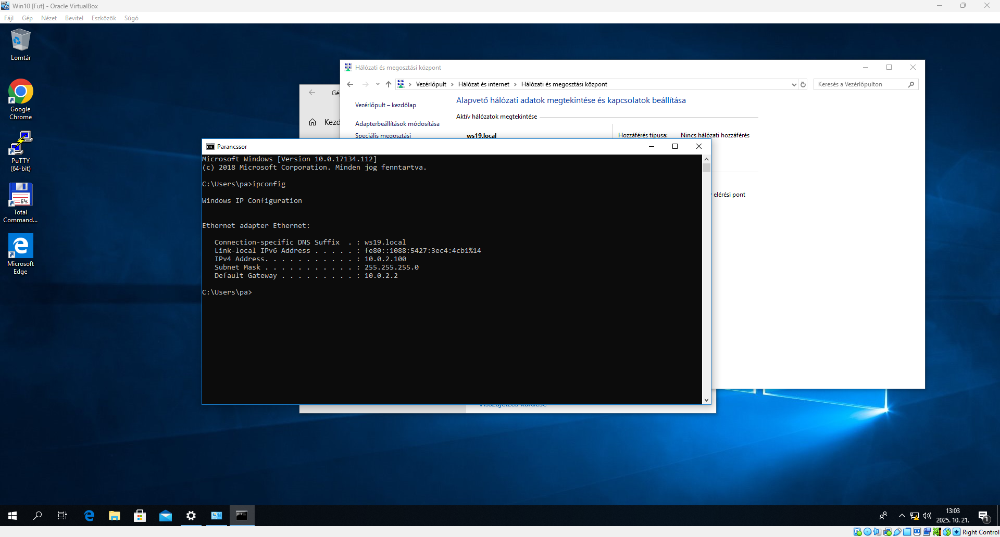 Win10 [Fut] - Oracle VirtualBox
Fájl Gép Nézet Bevitel Eszközök Súgó
Lomtár
Google
Chrome
PuTTY
(64-bit)
64
Total
Command...
Microsoft
Edge
Hálózati és megosztási központ
Vezérlőpult › Hálózat és internet › Hálózati és megosztási központ
Keresés a Vezérlőpulton
Vezérlőpult – kezdőlap
Adapterbeállítások módosítása
Speciális megosztási
Alapvető hálózati adatok megtekintése és kapcsolatok beállítása
Aktív hálózatok megtekintése
ws19.local
Hozzáférés típusa: Nincs hálózati hozzáférés
elérési pont
Parancssor
Microsoft Windows [Version 10.0.17134.112]
(c) 2018 Microsoft Corporation. Minden jog fenntartva.
C:\Users\pa>ipconfig
Windows IP Configuration
Ethernet adapter Ethernet:
Connection-specific DNS Suffix . : ws19.local
Link-local IPv6 Address . . . . . : fe80::1088:5427:3ec4:4cb1%14
IPv4 Address. . . . . . . . . . . : 10.0.2.100
Subnet Mask . . . . . . . . . . . : 255.255.255.0
Default Gateway . . . . . . . . . : 10.0.2.2
C:\Users\pa>
Visszajelzés küldése
13:03
2025. 10. 21.
1
Right Control